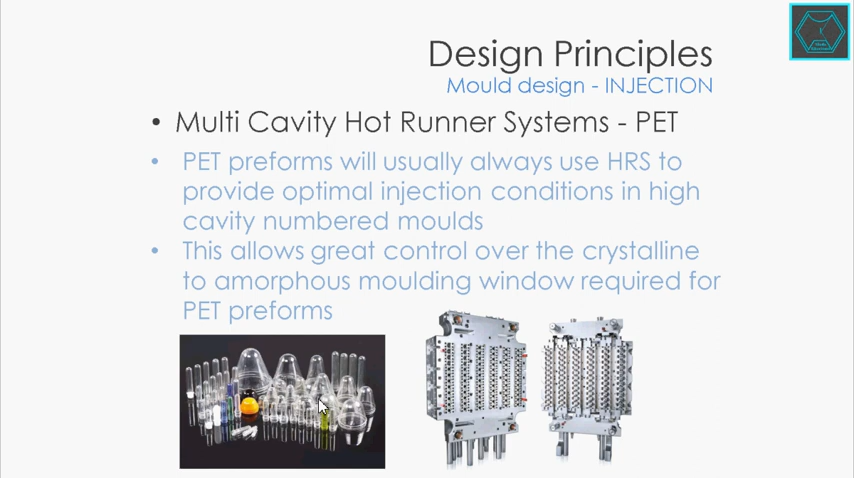 Design Principles
Mould design - INJECTION
• Multi Cavity Hot Runner Systems - PET
• PET preforms will usually always use HRS to
provide optimal injection conditions in high
cavity numbered moulds
• This allows great control over the crystalline
to amorphous moulding window required for
PET preforms